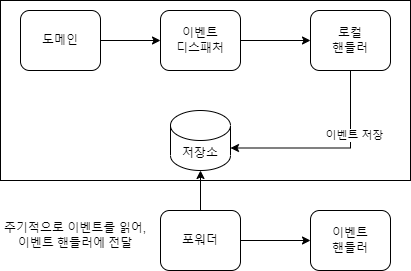 도메인
이벤트
디스패처
로컬
핸들러
이벤트 저장
저장소
주기적으로 이벤트를 읽어,
이벤트 핸들러에 전달
포워더
이벤트
핸들러